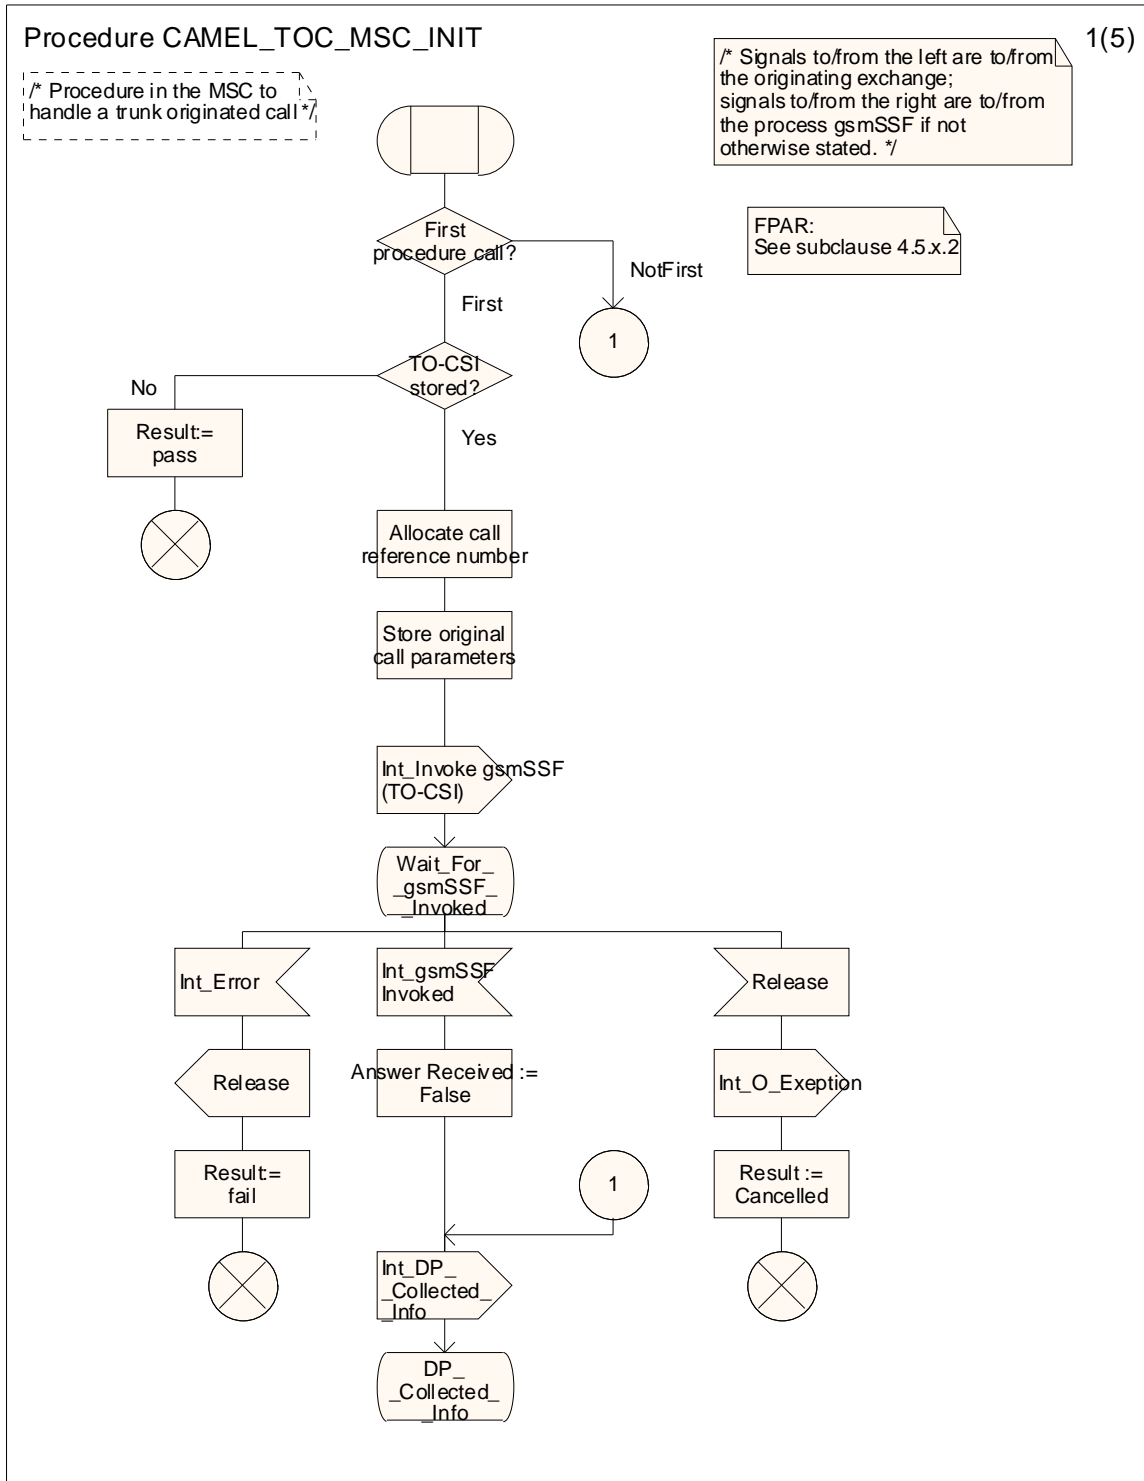 Procedure CAMEL_TOC_MSC_INIT
1(5)
/* Procedure in the MSC to
handle a trunk originated call */
/* Signals to/from the left are to/from
the originating exchange;
signals to/from the right are to/from
the process gsmSSF if not
otherwise stated. */
First
procedure call?
FPAR:
See subclause 4.5.x.2
NotFirst
First
1
TO-CSI
stored?
No
Yes
Result:=
pass
Allocate call
reference number
Store original
call parameters
Int_Invoke gsmSSF
(TO-CSI)
Wait_For_
_gsmSSF_
_Invoked
Int_Error
Int_gsmSSF
Invoked
Release
Release
Answer Received :=
False
Int_O_Exeption
Result:=
fail
1
Result :=
Cancelled
Int_DP_
_Collected_
_Info
DP_
_Collected_
_Info